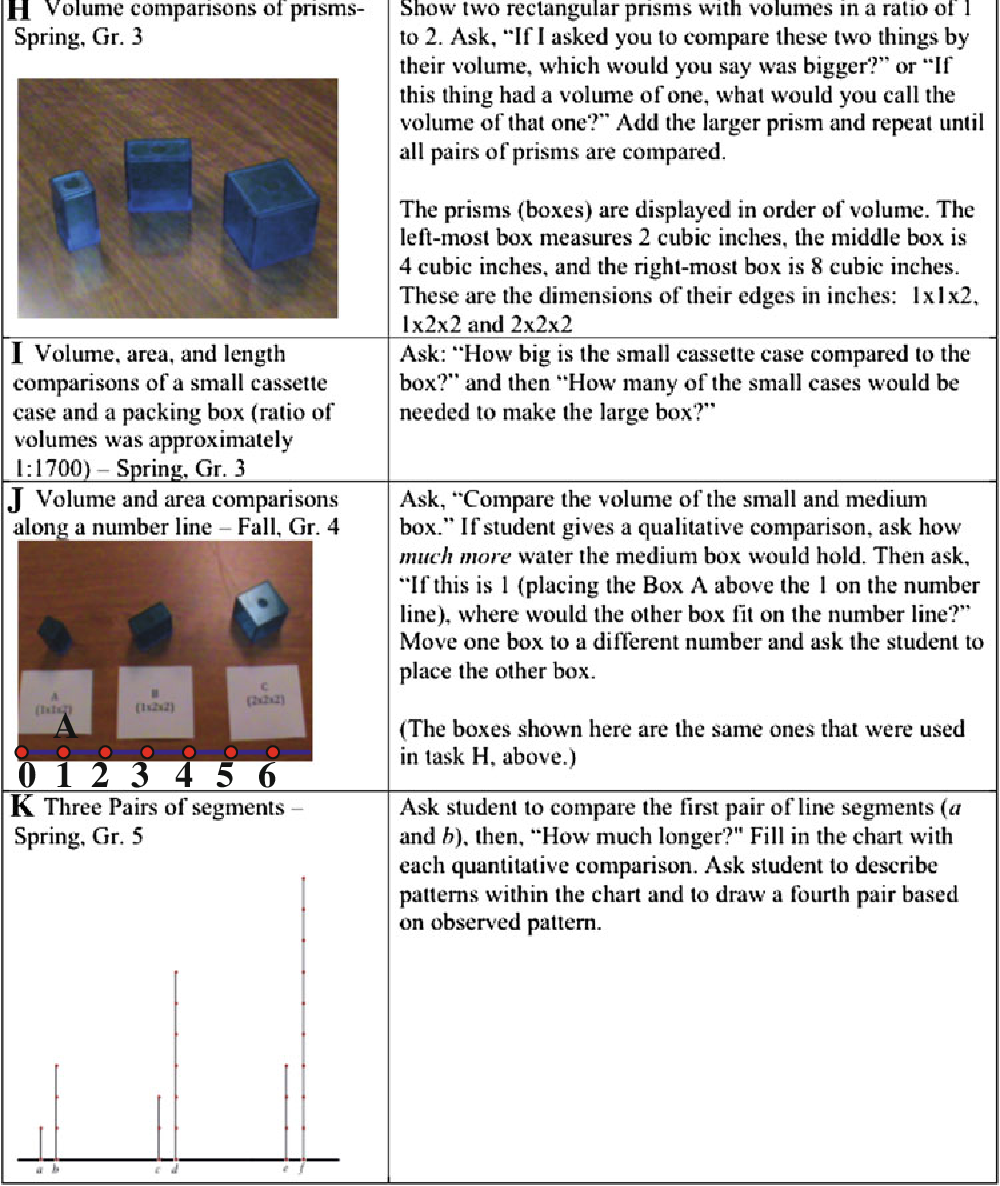 H Volume comparisons of prisms-
Spring, Gr. 3
Show two rectangular prisms with volumes in a ratio of 1
to 2. Ask, “If I asked you to compare these two things by
their volume, which would you say was bigger?” or “If
this thing had a volume of one, what would you call the
volume of that one?” Add the larger prism and repeat until
all pairs of prisms are compared.
The prisms (boxes) are displayed in order of volume. The
left-most box measures 2 cubic inches, the middle box is
4 cubic inches, and the right-most box is 8 cubic inches.
These are the dimensions of their edges in inches: 1x1x2,
1x2x2 and 2x2x2
I Volume, area, and length
comparisons of a small cassette
case and a packing box (ratio of
volumes was approximately
1:1700) – Spring, Gr. 3
Ask: “How big is the small cassette case compared to the
box?” and then “How many of the small cases would be
needed to make the large box?”
J Volume and area comparisons
along a number line – Fall, Gr. 4
A
(1x1x2)
B
(1x2x2)
C
(2x2x2)
A
0 1 2 3 4 5 6
Ask, “Compare the volume of the small and medium
box.” If student gives a qualitative comparison, ask how
much more water the medium box would hold. Then ask,
“If this is 1 (placing the Box A above the 1 on the number
line), where would the other box fit on the number line?”
Move one box to a different number and ask the student to
place the other box.
(The boxes shown here are the same ones that were used
in task H, above.)
K Three Pairs of segments –
Spring, Gr. 5
a b c d e f
Ask student to compare the first pair of line segments (a
and b), then, “How much longer?" Fill in the chart with
each quantitative comparison. Ask student to describe
patterns within the chart and to draw a fourth pair based
on observed pattern.